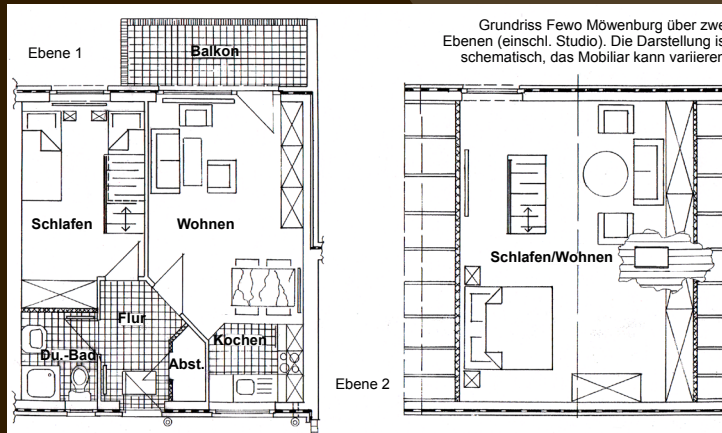 Grundriss Fewo Möwenburg über zwe
Ebenen (einschl. Studio). Die Darstellung is
schematisch, das Mobiliar kann variieren
Ebene 1
Balkon
Schlafen
Wohnen
Flur
Du.-Bad
Abst.
Kochen
Ebene 2
Schlafen/Wohnen